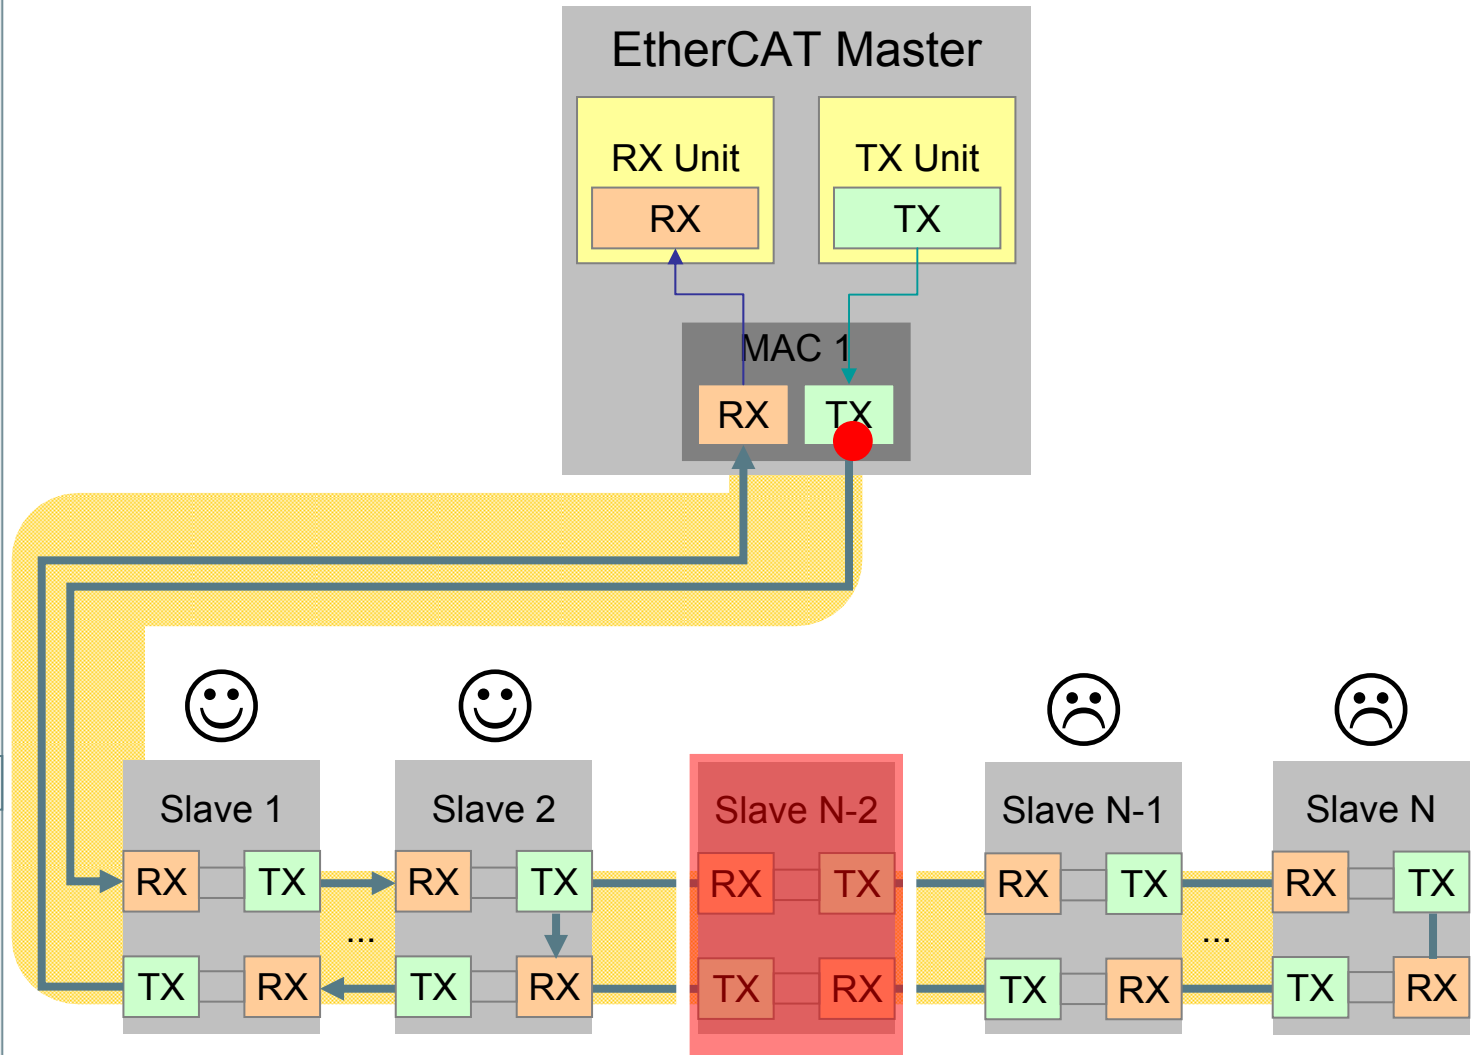 EtherCAT Master
RX Unit TX Unit
RX TX
MAC 1
RX TX
Slave 1 Slave 2 Slave N-2 Slave N-1 Slave N
RX TX RX TX RX TX RX TX RX TX
... ...
TX RX TX RX TX RX TX RX TX RX